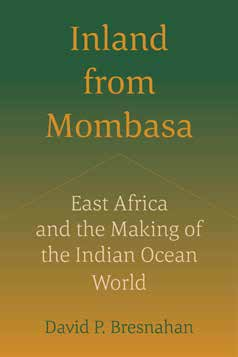 Inland
from
Mombasa
East Africa
and the Making of
the Indian Ocean
World
David P. Bresnahan